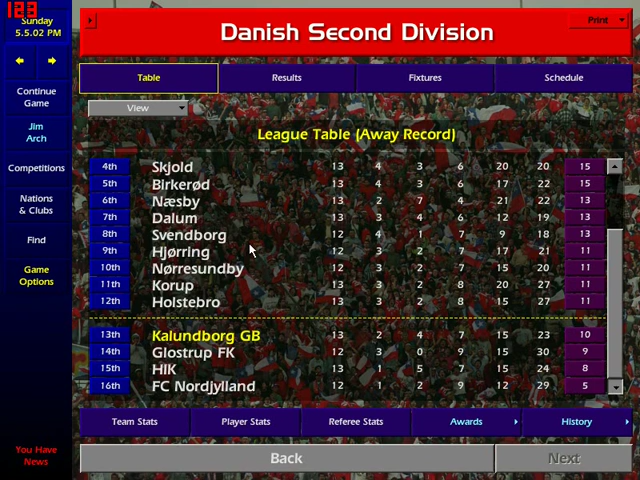 123
Sunday
5.5.02 PM
Danish Second Division
Print
Table
Results
Fixtures
Schedule
Continue
Game
View
Jim
Arch
League Table (Away Record)
Competitions
Nations
& Clubs
Find
Game
Options
4th Skjold 13 4 3 6 20 20 15
5th Birkerød 13 4 3 6 17 22 15
6th Næsby 13 2 7 4 21 22 13
7th Dalum 13 3 4 6 12 19 13
8th Svendborg 12 4 1 7 9 18 13
9th Hjørring 12 3 2 7 17 21 11
10th Nørresundby 12 3 2 7 15 20 11
11th Korup 13 3 2 8 20 27 11
12th Holstebro 13 3 2 8 15 27 11
13th Kalundborg GB 13 2 4 7 15 23 10
14th Glostrup FK 12 3 0 9 15 30 9
15th HIK 13 1 5 7 15 24 8
16th FC Nordjylland 12 1 2 9 12 29 5
Team Stats
Player Stats
Referee Stats
Awards
History
You Have
News
Back
Next